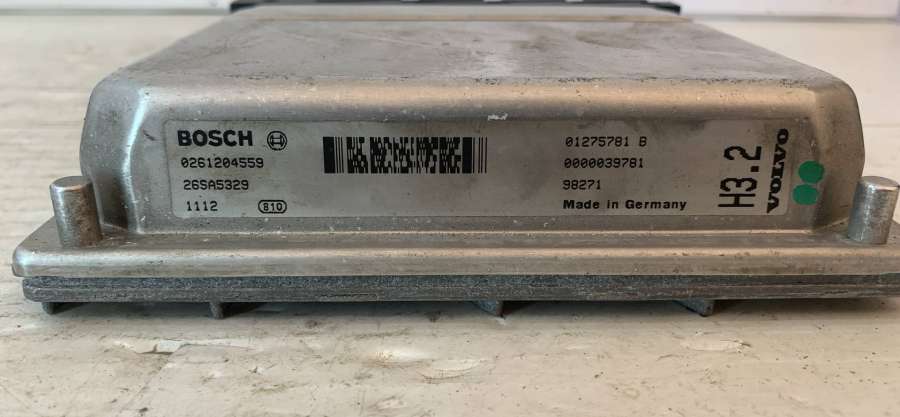 BOSCH
0261204559
26SA5329
1112 810
01275781 B
0000039781
98271
Made in Germany
H3.2
VOLVO